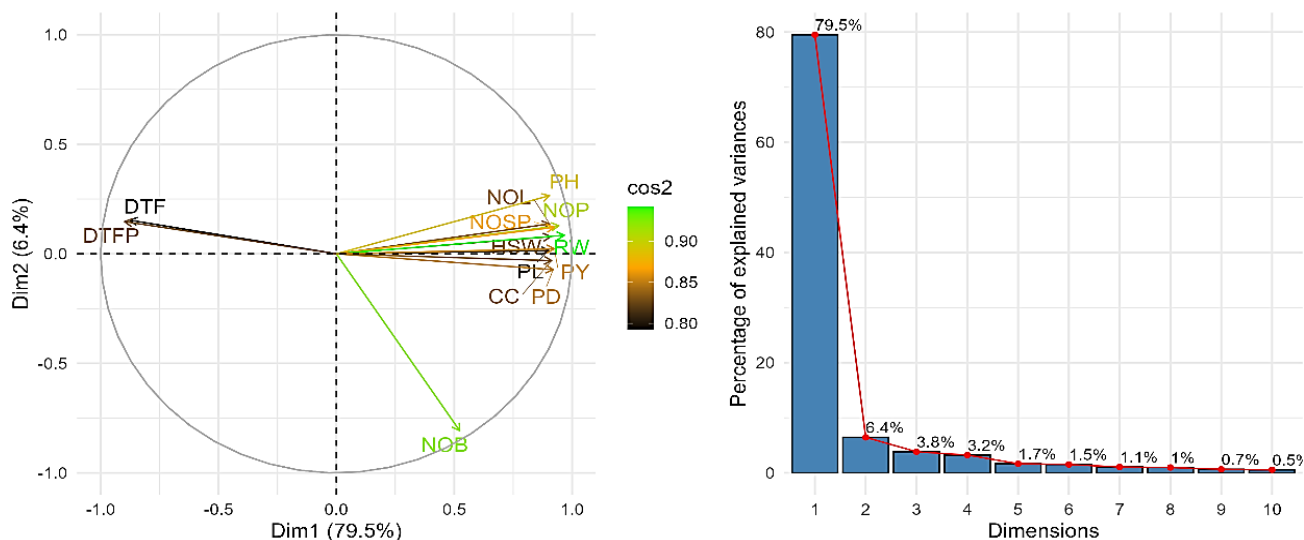 1.0
0.5
0.0
-0.5
-1.0
Dim2 (6.4%)
-1.0
-0.5
0.0
0.5
1.0
Dim1 (79.5%)
DTF
DTFP
PH
NOL
NOP
NOSP
HSW
RW
PL
PY
CC
PD
NOB
cos2
0.90
0.85
0.80
Percentage of explained variances
80
60
40
20
0
79.5%
6.4%
3.8%
3.2%
1.7%
1.5%
1.1%
1%
0.7%
0.5%
1
2
3
4
5
6
7
8
9
10
Dimensions